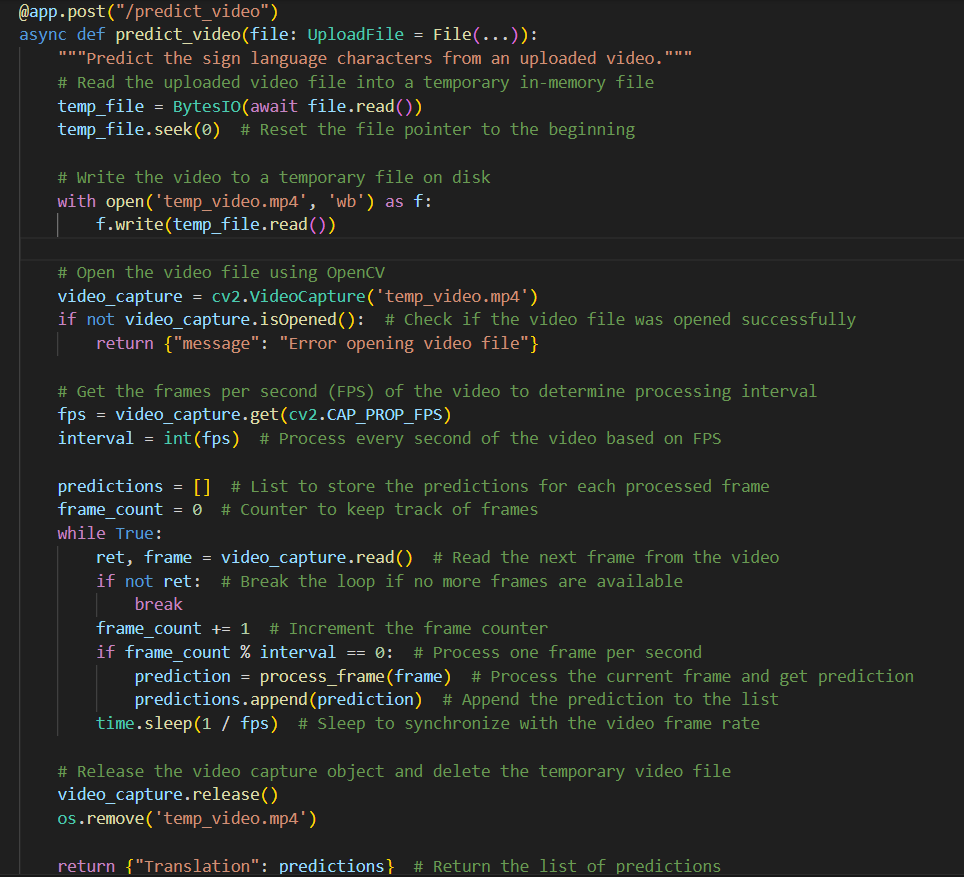 @app.post("/predict_video")
async def predict_video(file: UploadFile = File(...)):
    """Predict the sign language characters from an uploaded video."""
    # Read the uploaded video file into a temporary in-memory file
    temp_file = BytesIO(await file.read())
    temp_file.seek(0)  # Reset the file pointer to the beginning

    # Write the video to a temporary file on disk
    with open('temp_video.mp4', 'wb') as f:
        f.write(temp_file.read())

    # Open the video file using OpenCV
    video_capture = cv2.VideoCapture('temp_video.mp4')
    if not video_capture.isOpened():  # Check if the video file was opened successfully
        return {"message": "Error opening video file"}

    # Get the frames per second (FPS) of the video to determine processing interval
    fps = video_capture.get(cv2.CAP_PROP_FPS)
    interval = int(fps)  # Process every second of the video based on FPS

    predictions = []  # List to store the predictions for each processed frame
    frame_count = 0  # Counter to keep track of frames
    while True:
        ret, frame = video_capture.read()  # Read the next frame from the video
        if not ret:  # Break the loop if no more frames are available
            break
        frame_count += 1  # Increment the frame counter
        if frame_count % interval == 0:  # Process one frame per second
            prediction = process_frame(frame)  # Process the current frame and get prediction
            predictions.append(prediction)  # Append the prediction to the list
        time.sleep(1 / fps)  # Sleep to synchronize with the video frame rate

    # Release the video capture object and delete the temporary video file
    video_capture.release()
    os.remove('temp_video.mp4')

    return {"Translation": predictions}  # Return the list of predictions